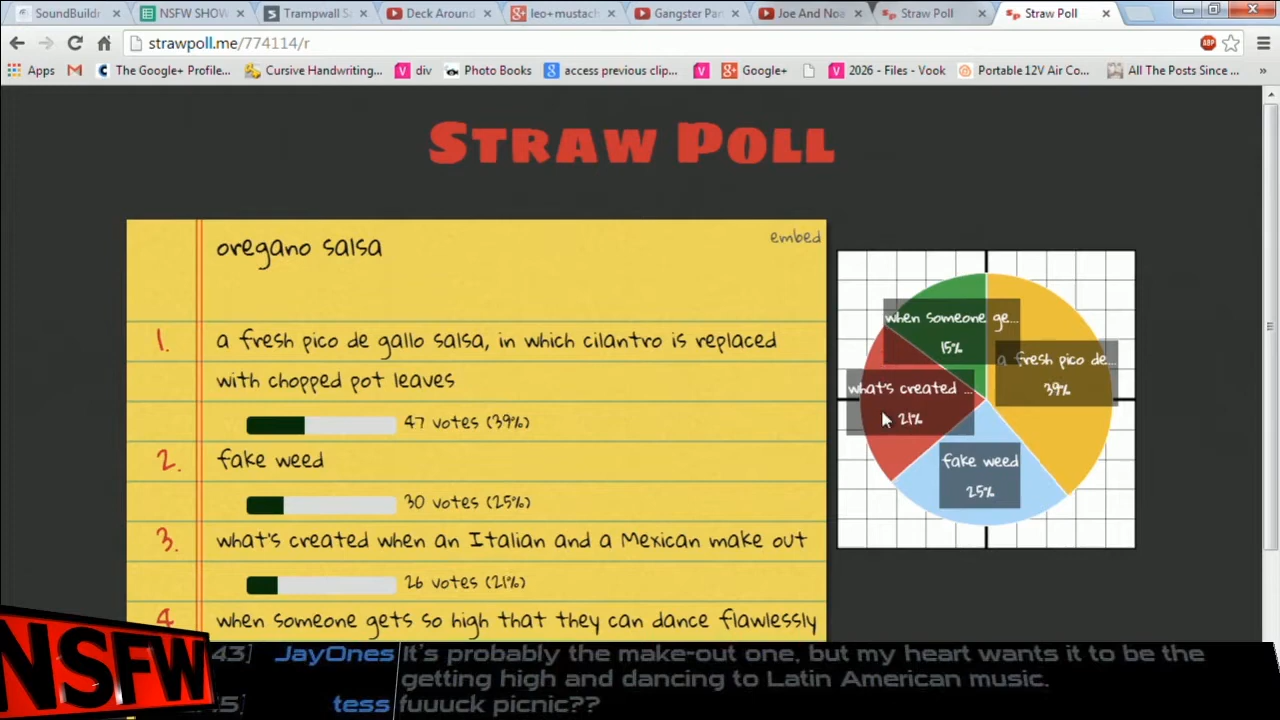 SoundBuildin
NSFW SHOW
Trampwall S
Deck Around
leo+mustach
Gangster Par
Joe And Noa
Straw Poll
Straw Poll
strawpoll.me/774114/r
ABP
Apps
The Google+ Profile...
Cursive Handwriting...
div
Photo Books
access previous clip...
Google+
2026 - Files - Vook
Portable 12V Air Co...
All The Posts Since ...
»
STRAW POLL
oregano salsa
embed
1. a fresh pico de gallo salsa, in which cilantro is replaced
with chopped pot leaves
47 votes (39%)
2. fake weed
30 votes (25%)
3. what's created when an Italian and a Mexican make out
26 votes (21%)
4 when someone gets so high that they can dance flawlessly
when someone ge...
15%
a fresh pico de...
39%
what's created ...
21%
fake weed
25%
NSFW
43] JayOnes It's probably the make-out one, but my heart wants it to be the
getting high and dancing to Latin American music.
5] tess fuuuck picnic??